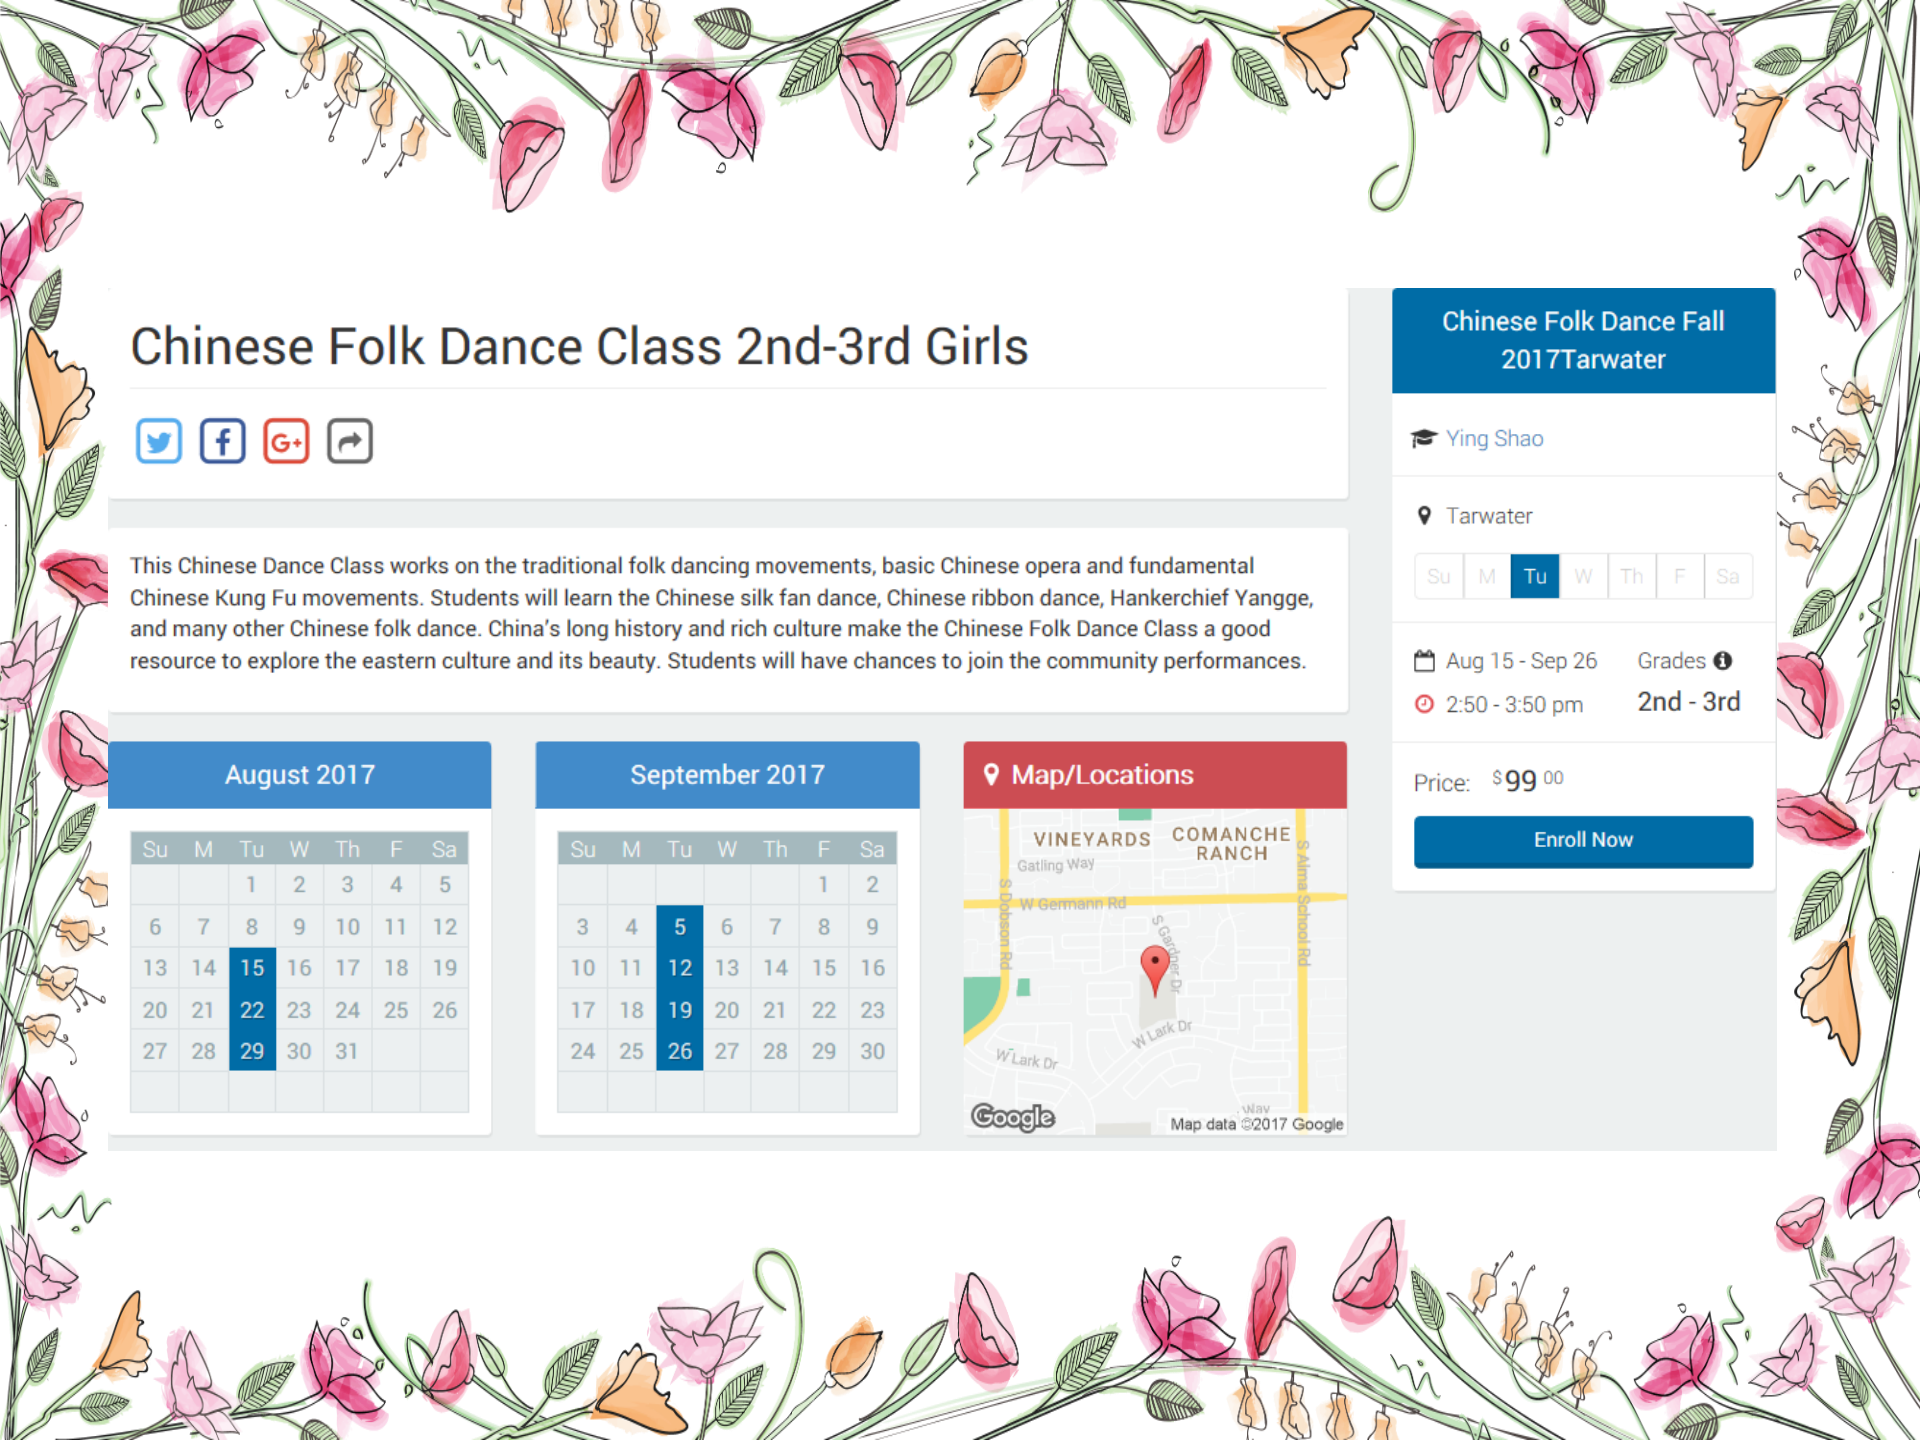 Chinese Folk Dance Class 2nd-3rd Girls
G+
This Chinese Dance Class works on the traditional folk dancing movements, basic Chinese opera and fundamental
Chinese Kung Fu movements. Students will learn the Chinese silk fan dance, Chinese ribbon dance, Hankerchief Yangge,
and many other Chinese folk dance. China's long history and rich culture make the Chinese Folk Dance Class a good
resource to explore the eastern culture and its beauty. Students will have chances to join the community performances.
August 2017
Su M Tu W Th F Sa
1 2 3 4 5
6 7 8 9 10 11 12
13 14 15 16 17 18 19
20 21 22 23 24 25 26
27 28 29 30 31
September 2017
Su M Tu W Th F Sa
1 2
3 4 5 6 7 8 9
10 11 12 13 14 15 16
17 18 19 20 21 22 23
24 25 26 27 28 29 30
Map/Locations
VINEYARDS
COMANCHE
RANCH
Gatling Way
W Germann Rd
S Dobson Rd
S Alma School Rd
S Gardner Dr
W Lark Dr
W Lark Dr
Way
Google
Map data ©2017 Google
Chinese Folk Dance Fall
2017Tarwater
Ying Shao
Tarwater
Su M Tu W Th F Sa
Aug 15 - Sep 26 Grades
2:50 - 3:50 pm 2nd - 3rd
Price: $99 00
Enroll Now